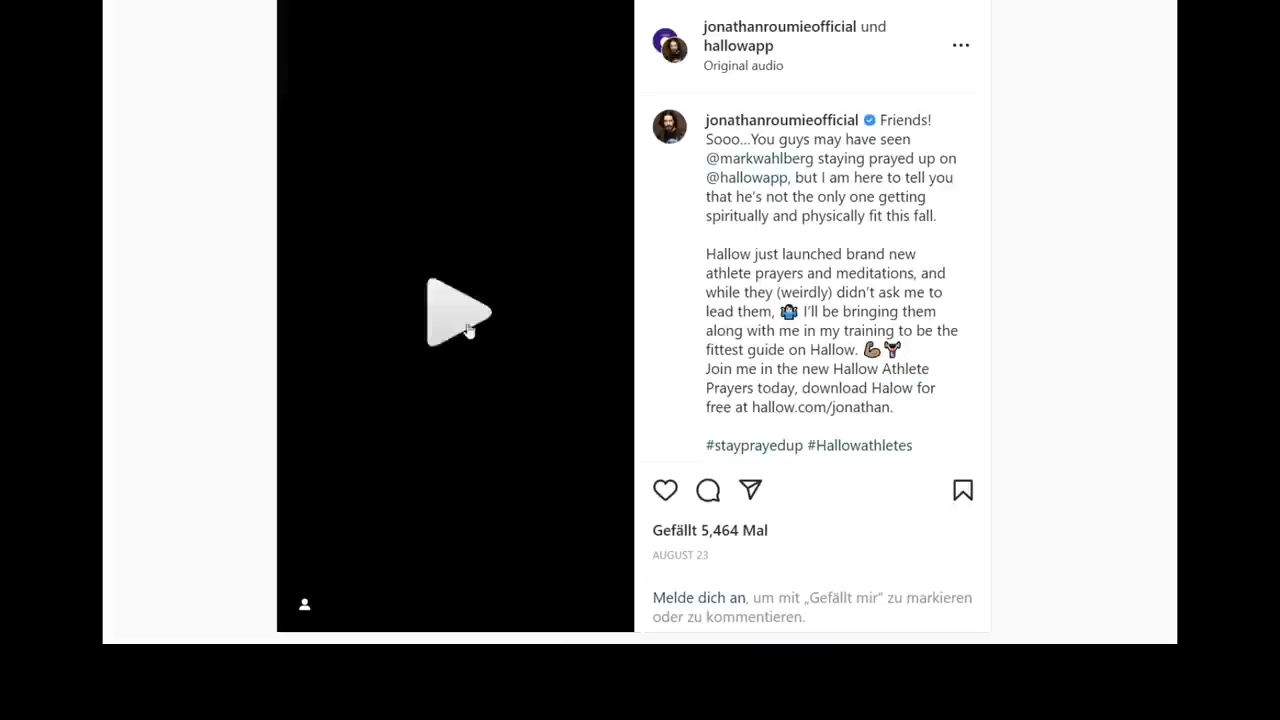 jonathanroumieofficial und
hallowapp
Original audio
jonathanroumieofficial Friends!
Sooo...You guys may have seen
@markwahlberg staying prayed up on
@hallowapp, but I am here to tell you
that he's not the only one getting
spiritually and physically fit this fall.
Hallow just launched brand new
athlete prayers and meditations, and
while they (weirdly) didn't ask me to
lead them, 🤷🏻‍♂️ I'll be bringing them
along with me in my training to be the
fittest guide on Hallow. 💪🏽🏋🏽
Join me in the new Hallow Athlete
Prayers today, download Halow for
free at hallow.com/jonathan.
#stayprayedup #Hallowathletes
Gefällt 5,464 Mal
AUGUST 23
Melde dich an, um mit „Gefällt mir“ zu markieren
oder zu kommentieren.